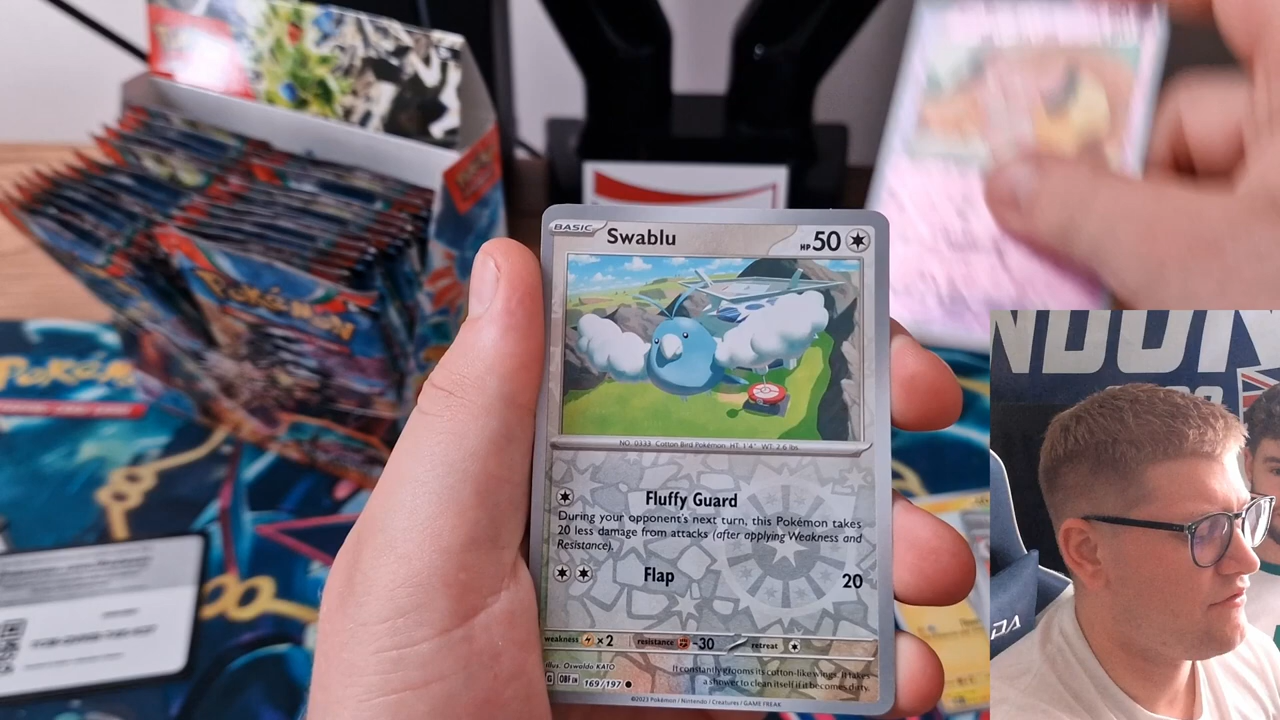 POKÉMON
Pokémon
NDON
BASIC
Swablu
HP 50
NO. 0333 Cotton Bird Pokémon HT: 1'4" WT: 2.6 lbs
Fluffy Guard
During your opponent's next turn, this Pokémon takes
20 less damage from attacks (after applying Weakness and
Resistance).
Flap 20
weakness ×2 resistance -30 retreat
Illus. Oswaldo KATO
G OBF EN 169/197
It constantly grooms its cotton-like wings. It takes
a shower to clean itself if it becomes dirty.
©2023 Pokémon / Nintendo / Creatures / GAME FREAK
DA